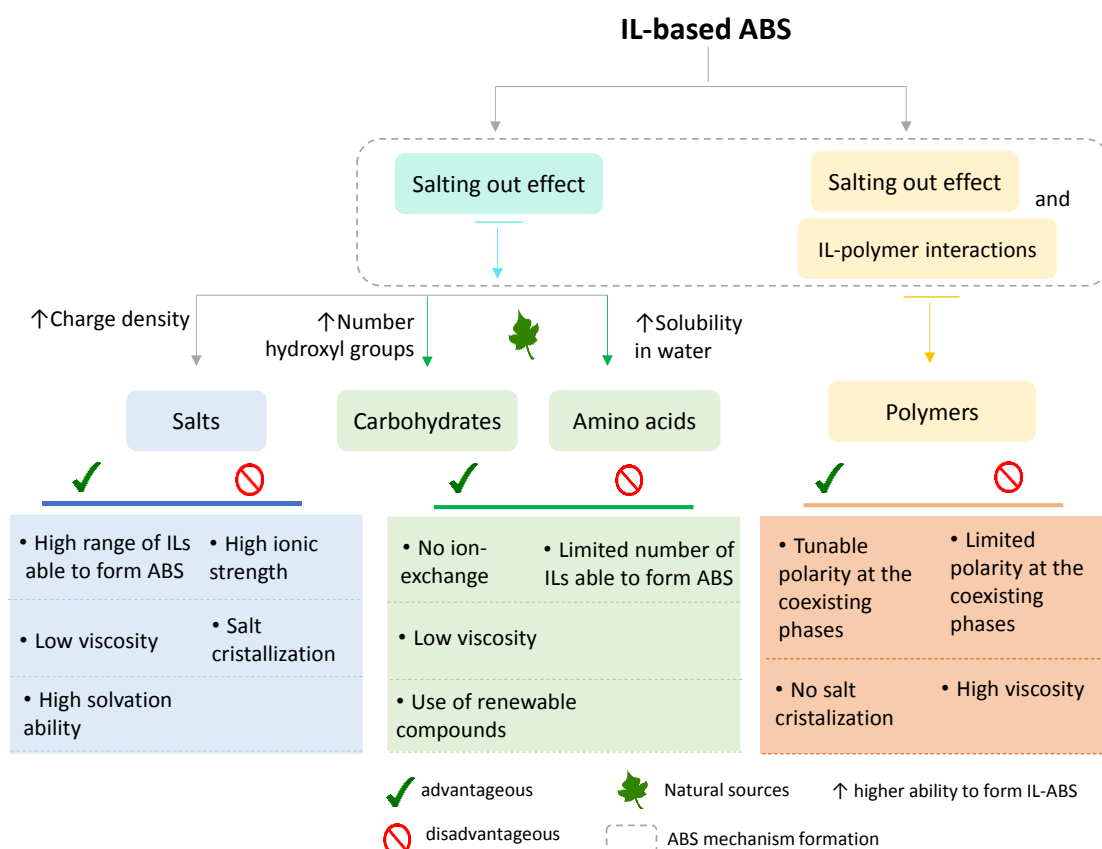 IL-based ABS
Salting out effect
Salting out effect
and
IL-polymer interactions
↑Charge density
↑Number
hydroxyl groups
↑Solubility
in water
Salts
Carbohydrates
Amino acids
Polymers
• High range of ILs
able to form ABS
• High ionic
strength
• Low viscosity
• Salt
cristallization
• High solvation
ability
• No ion-
exchange
• Limited number of
ILs able to form ABS
• Low viscosity
• Use of renewable
compounds
• Tunable
polarity at the
coexisting
phases
• Limited
polarity at the
coexisting
phases
• No salt
cristalization
• High viscosity
advantageous
Natural sources
↑ higher ability to form IL-ABS
disadvantageous
ABS mechanism formation